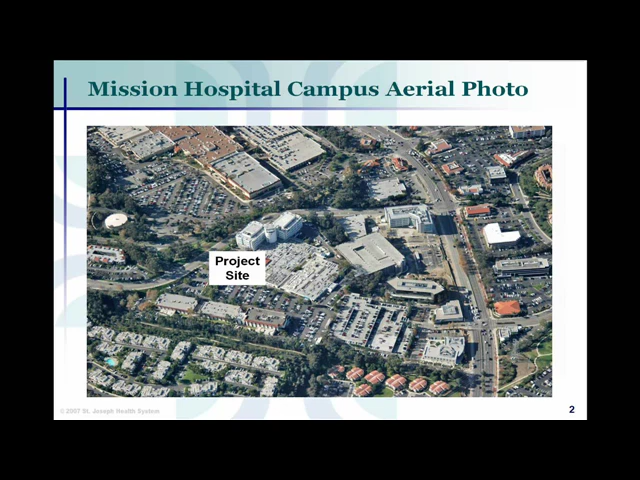 Mission Hospital Campus Aerial Photo
Project
Site
© 2007 St. Joseph Health System
2